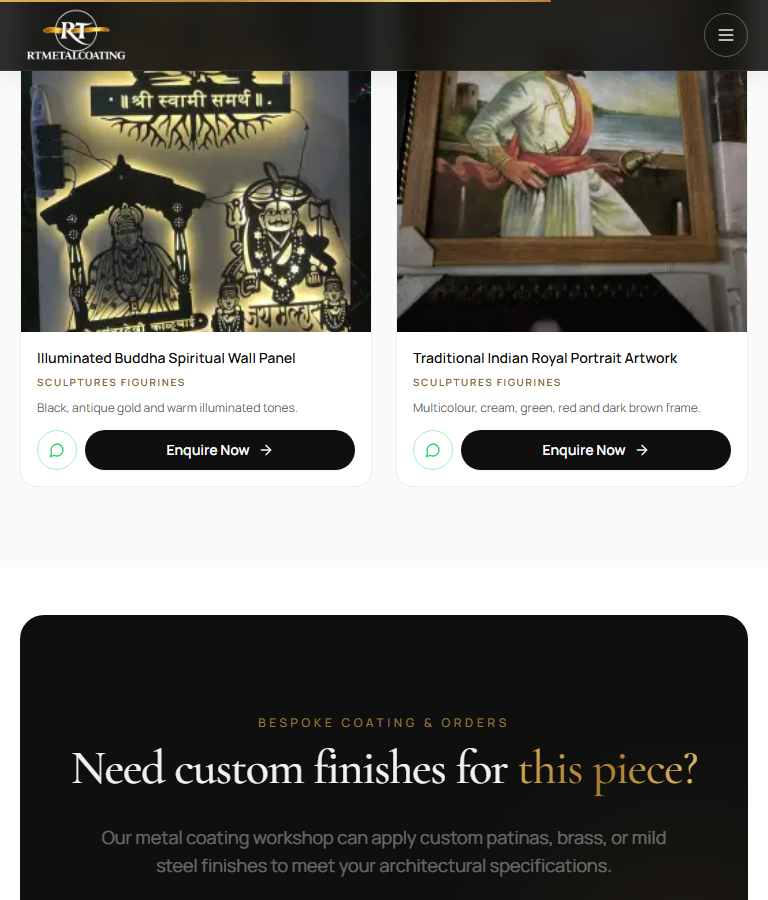 RT
RTMETALCOATING
॥श्री स्वामी समर्थ॥
जय मल्हार
Illuminated Buddha Spiritual Wall Panel
SCULPTURES FIGURINES
Black, antique gold and warm illuminated tones.
Enquire Now
Traditional Indian Royal Portrait Artwork
SCULPTURES FIGURINES
Multicolour, cream, green, red and dark brown frame.
Enquire Now
BESPOKE COATING & ORDERS
Need custom finishes for this piece?
Our metal coating workshop can apply custom patinas, brass, or mild
steel finishes to meet your architectural specifications.